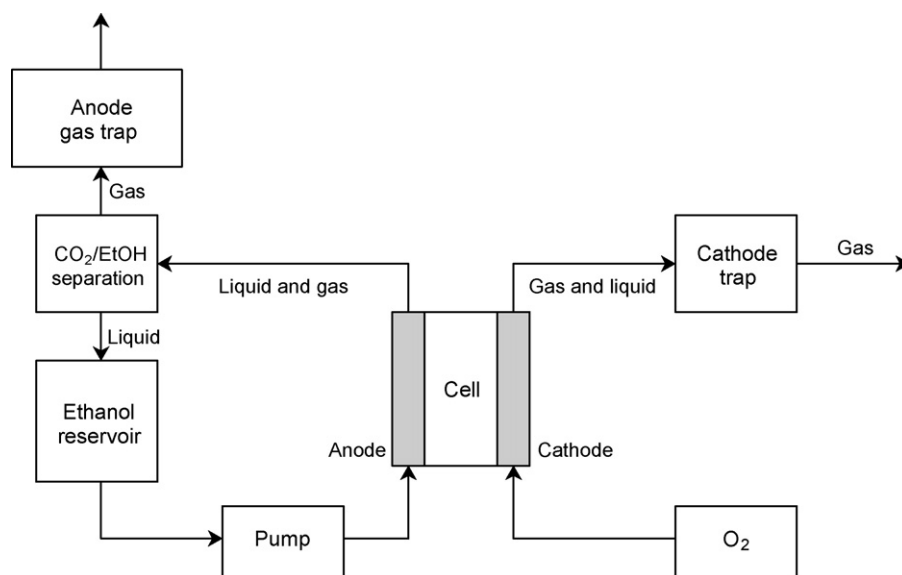 Anode
gas trap
Gas
CO₂/EtOH
separation
Liquid and gas
Gas and liquid
Cathode
trap
Gas
Liquid
Ethanol
reservoir
Cell
Anode
Cathode
Pump
O₂